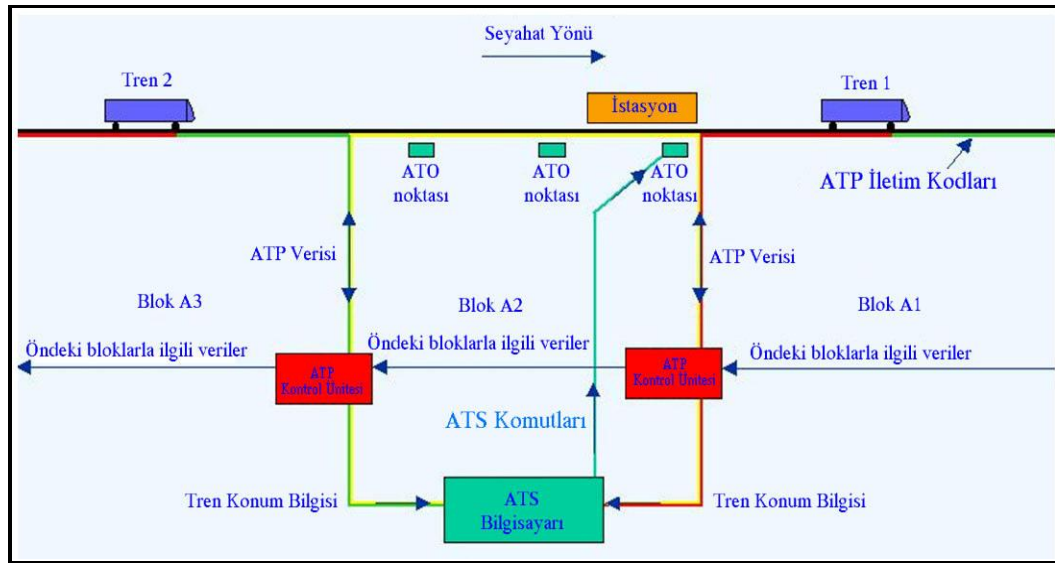 Seyahat Yönü
Tren 2
İstasyon
Tren 1
ATO
noktası
ATO
noktası
ATO
noktası
ATP İletim Kodları
ATP Verisi
ATP Verisi
Blok A3
Blok A2
Blok A1
Öndeki bloklarla ilgili veriler
Öndeki bloklarla ilgili veriler
Öndeki bloklarla ilgili veriler
ATP
Kontrol Ünitesi
ATP
Kontrol Ünitesi
ATS Komutları
Tren Konum Bilgisi
ATS
Bilgisayarı
Tren Konum Bilgisi